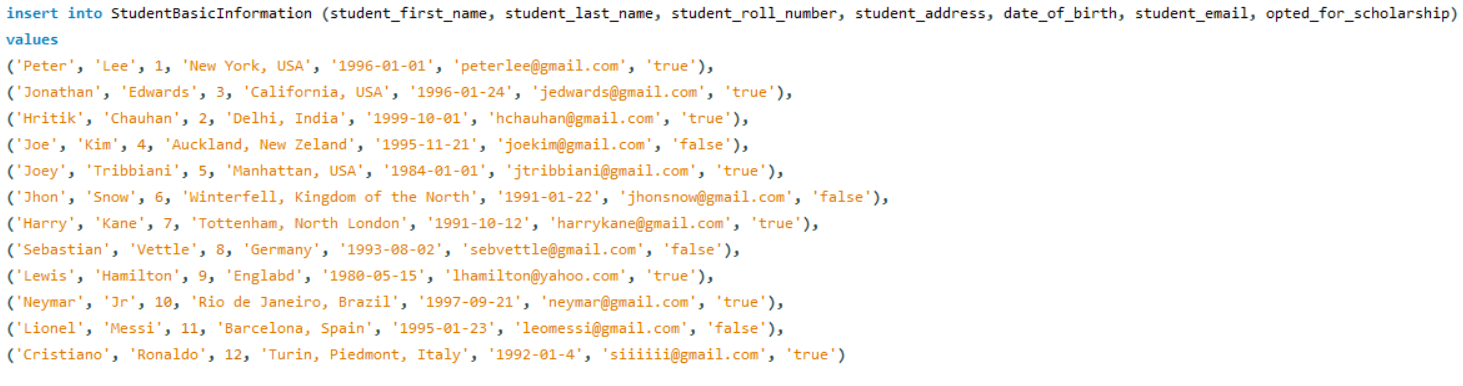 insert into StudentBasicInformation (student_first_name, student_last_name, student_roll_number, student_address, date_of_birth, student_email, opted_for_scholarship)
values
('Peter', 'Lee', 1, 'New York, USA', '1996-01-01', 'peterlee@gmail.com', 'true'),
('Jonathan', 'Edwards', 3, 'California, USA', '1996-01-24', 'jedwards@gmail.com', 'true'),
('Hritik', 'Chauhan', 2, 'Delhi, India', '1999-10-01', 'hchauhan@gmail.com', 'true'),
('Joe', 'Kim', 4, 'Auckland, New Zeland', '1995-11-21', 'joekim@gmail.com', 'false'),
('Joey', 'Tribbiani', 5, 'Manhattan, USA', '1984-01-01', 'jtribbiani@gmail.com', 'true'),
('Jhon', 'Snow', 6, 'Winterfell, Kingdom of the North', '1991-01-22', 'jhonsnow@gmail.com', 'false'),
('Harry', 'Kane', 7, 'Tottenham, North London', '1991-10-12', 'harrykane@gmail.com', 'true'),
('Sebastian', 'Vettle', 8, 'Germany', '1993-08-02', 'sebvettle@gmail.com', 'false'),
('Lewis', 'Hamilton', 9, 'Englabd', '1980-05-15', 'lhamilton@yahoo.com', 'true'),
('Neymar', 'Jr', 10, 'Rio de Janeiro, Brazil', '1997-09-21', 'neymar@gmail.com', 'true'),
('Lionel', 'Messi', 11, 'Barcelona, Spain', '1995-01-23', 'leomessi@gmail.com', 'false'),
('Cristiano', 'Ronaldo', 12, 'Turin, Piedmont, Italy', '1992-01-4', 'siiiiii@gmail.com', 'true')